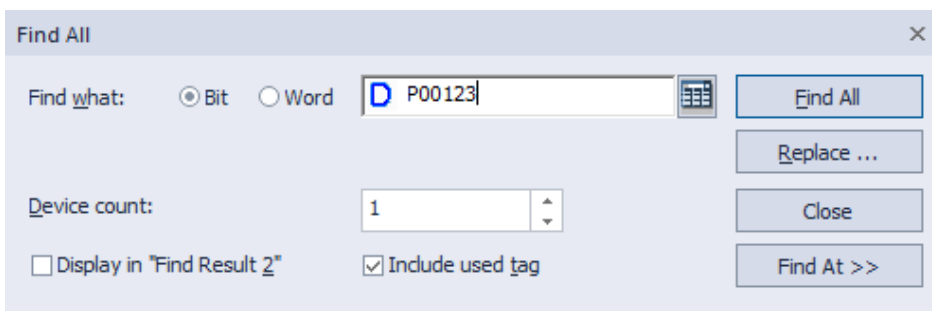 Find All
Find what: Bit Word D P00123 Find All
Replace ...
Device count: 1 Close
Display in "Find Result 2" Include used tag Find At >>